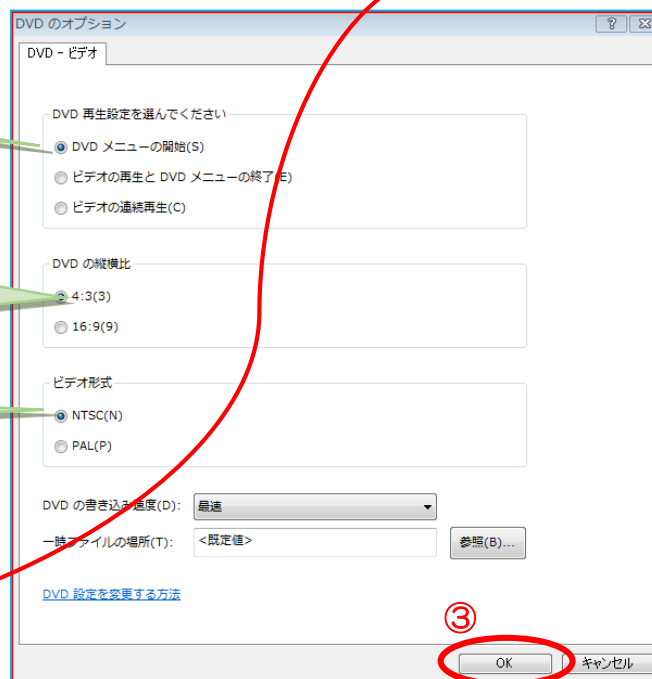 DVD のオプション
DVD - ビデオ
DVD 再生設定を選んでください
DVD メニューの開始(S)
ビデオの再生と DVD メニューの終了(E)
ビデオの連続再生(C)
DVD の縦横比
4:3(3)
16:9(9)
ビデオ形式
NTSC(N)
PAL(P)
DVD の書き込み速度(D): 最速
一時ファイルの場所(T): <既定値> 参照(B)...
DVD 設定を変更する方法
③
OK キャンセル